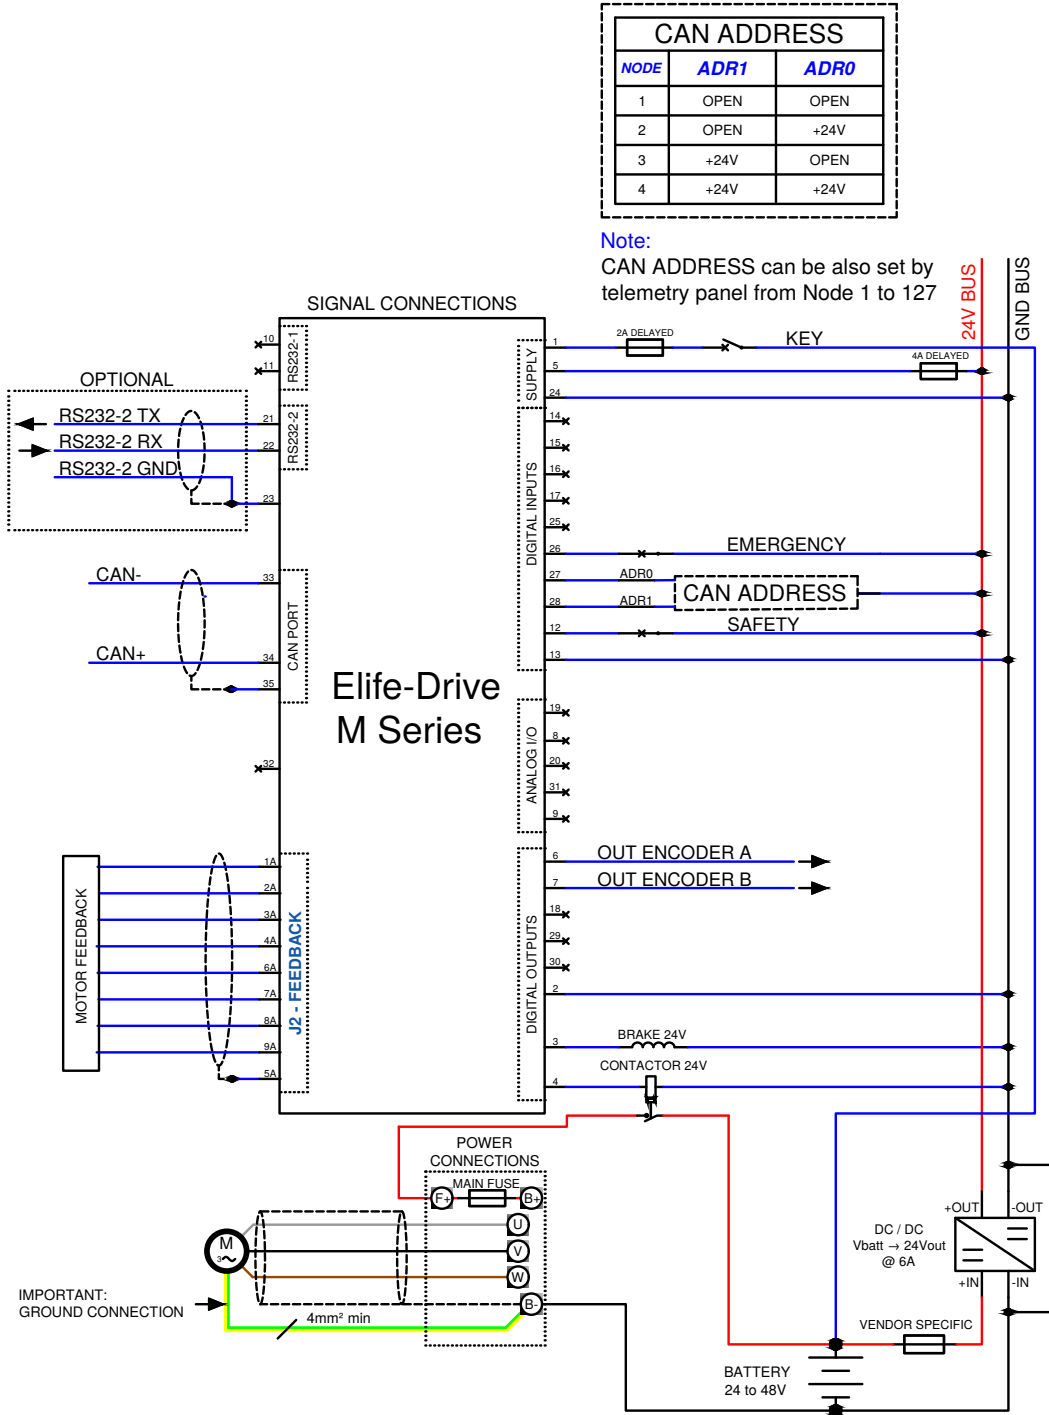 CAN ADDRESS
NODE ADR1 ADR0
1 OPEN OPEN
2 OPEN +24V
3 +24V OPEN
4 +24V +24V
Note:
CAN ADDRESS can be also set by
telemetry panel from Node 1 to 127
24V BUS
GND BUS
SIGNAL CONNECTIONS
OPTIONAL
RS232-2 TX
RS232-2 RX
RS232-2 GND
CAN-
CAN+
10
11
21
22
23
33
34
35
32
RS232-1
RS232-2
CAN PORT
Elife-Drive
M Series
SUPPLY
1
5
24
2A DELAYED
KEY
4A DELAYED
DIGITAL INPUTS
14
15
16
17
25
26
EMERGENCY
27
ADR0
28
ADR1
CAN ADDRESS
12
SAFETY
13
ANALOG I/O
19
8
20
31
9
DIGITAL OUTPUTS
6
OUT ENCODER A
7
OUT ENCODER B
18
29
30
2
3
BRAKE 24V
CONTACTOR 24V
4
MOTOR FEEDBACK
1A
2A
3A
4A
6A
7A
8A
9A
5A
J2 - FEEDBACK
POWER
CONNECTIONS
MAIN FUSE
F+
B+
U
V
W
B-
M
3
IMPORTANT:
GROUND CONNECTION
4mm² min
+OUT
-OUT
DC / DC
Vbatt → 24Vout
@ 6A
+IN
-IN
VENDOR SPECIFIC
BATTERY
24 to 48V